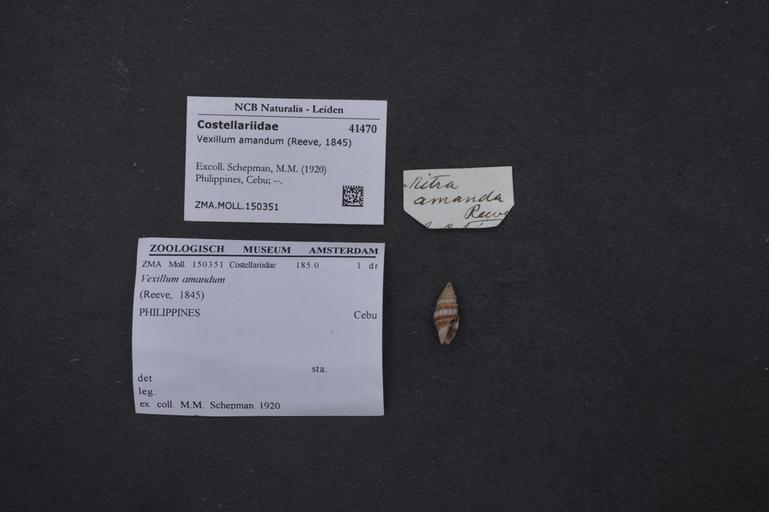 NCB Naturalis - Leiden
Costellariidae 41470
Vexillum amandum (Reeve, 1845)
Excoll. Schepman, M.M. (1920)
Philippines, Cebu; --.
ZMA.MOLL.150351
Mitra
amanda
Reeve
ZOOLOGISCH MUSEUM AMSTERDAM
ZMA Moll. 150351 Costellariidae 185.0 1 dr
Vexillum amandum
(Reeve, 1845)
PHILIPPINES Cebu
sta.
det.
leg.
ex coll. M.M. Schepman 1920